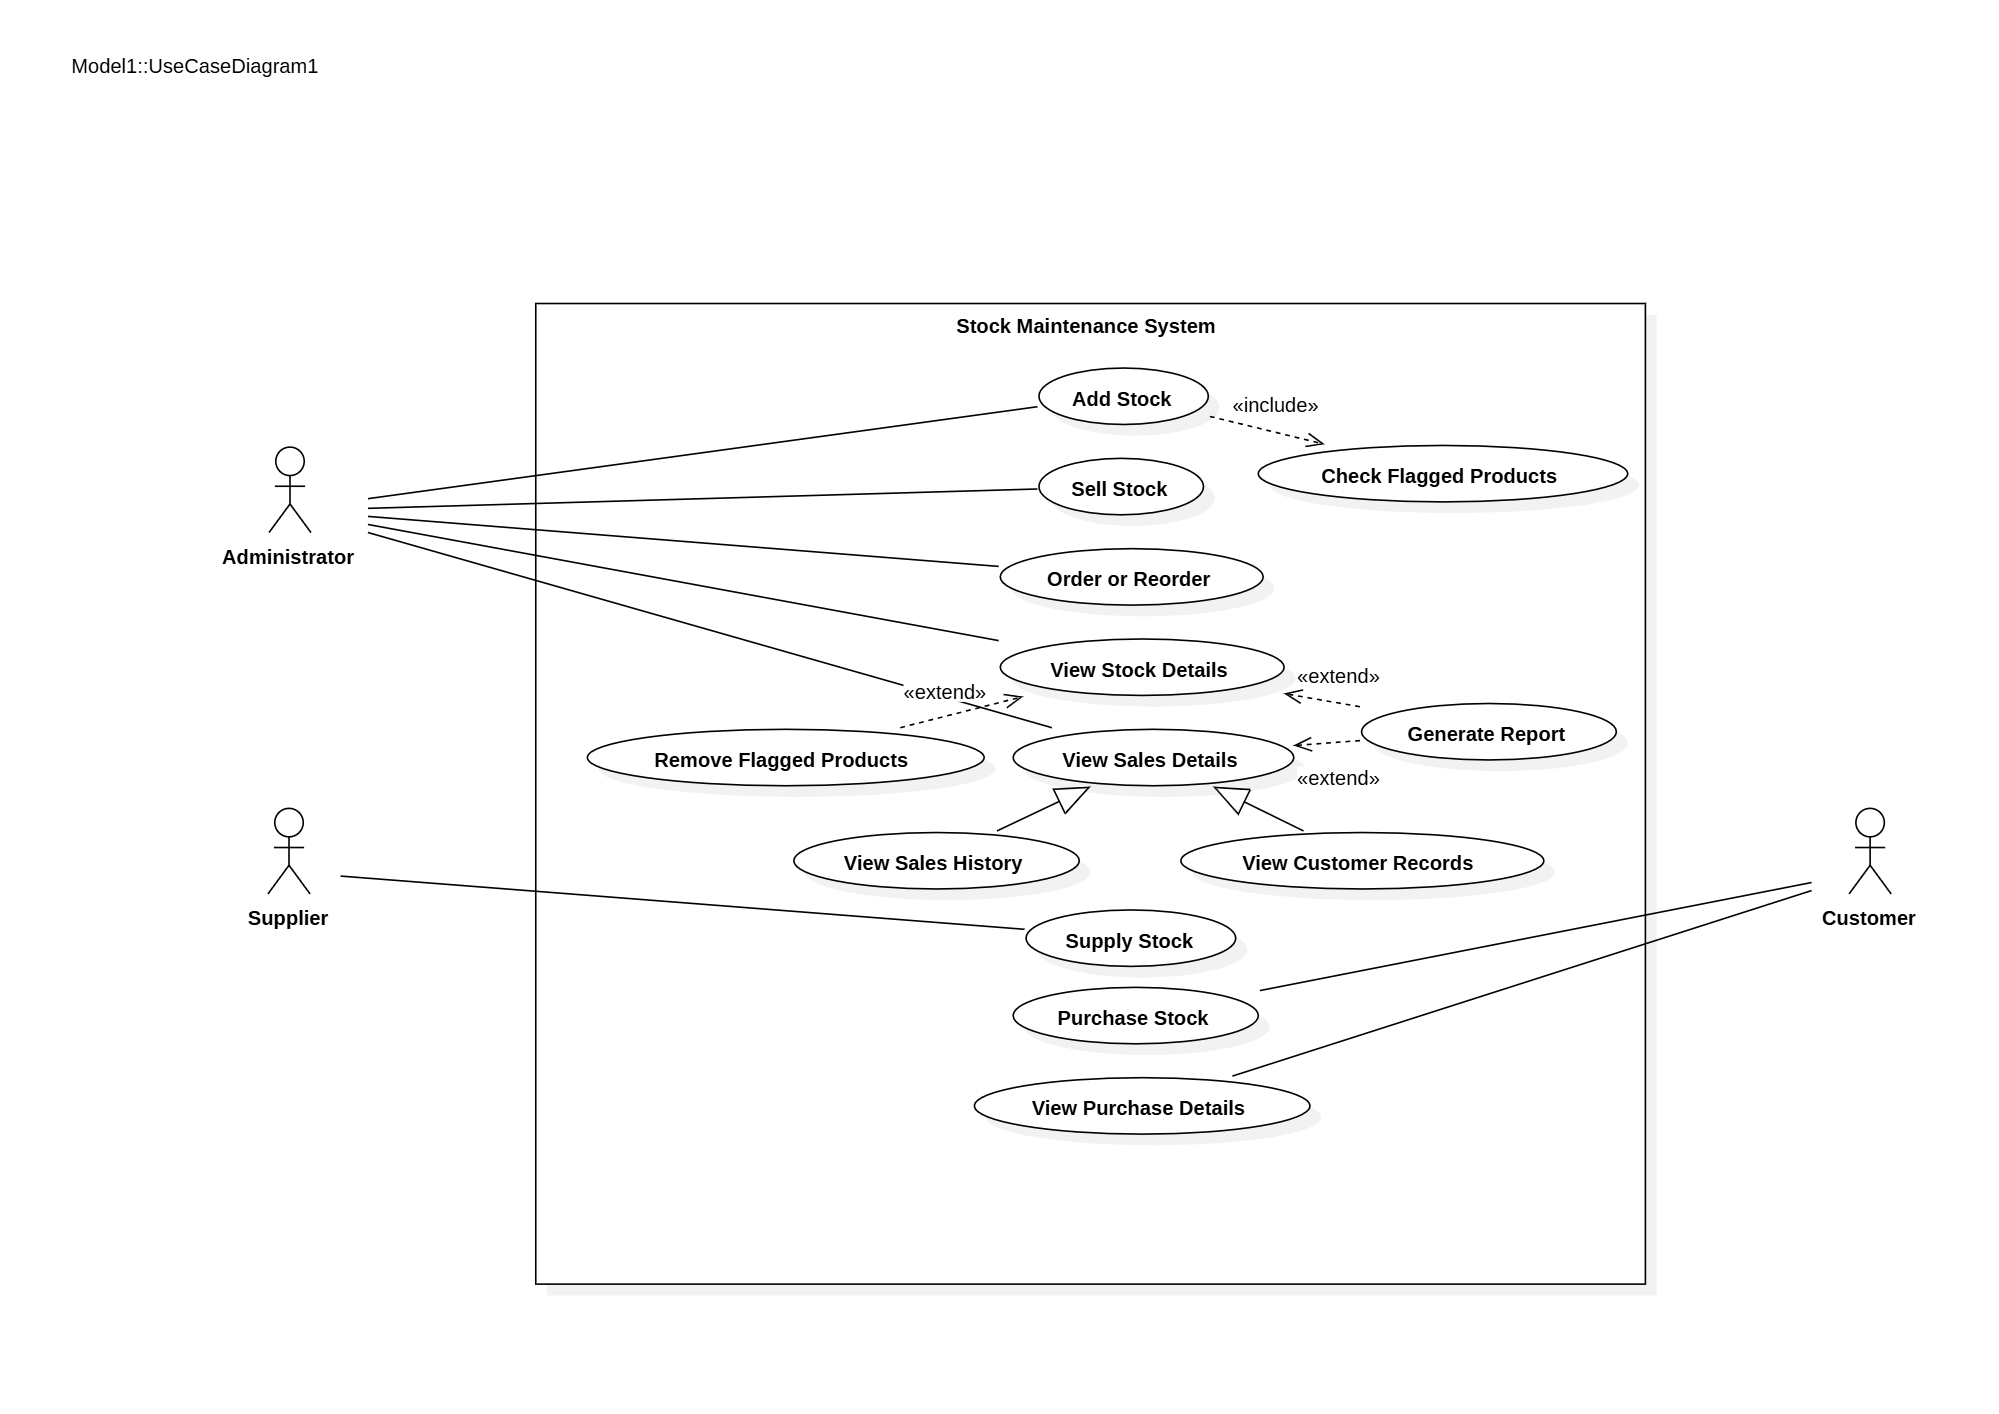 Model1::UseCaseDiagram1
Stock Maintenance System
Add Stock
«include»
Check Flagged Products
Sell Stock
Administrator
Order or Reorder
View Stock Details
«extend»
«extend»
Generate Report
Remove Flagged Products
View Sales Details
«extend»
View Sales History
View Customer Records
Supplier
Customer
Supply Stock
Purchase Stock
View Purchase Details